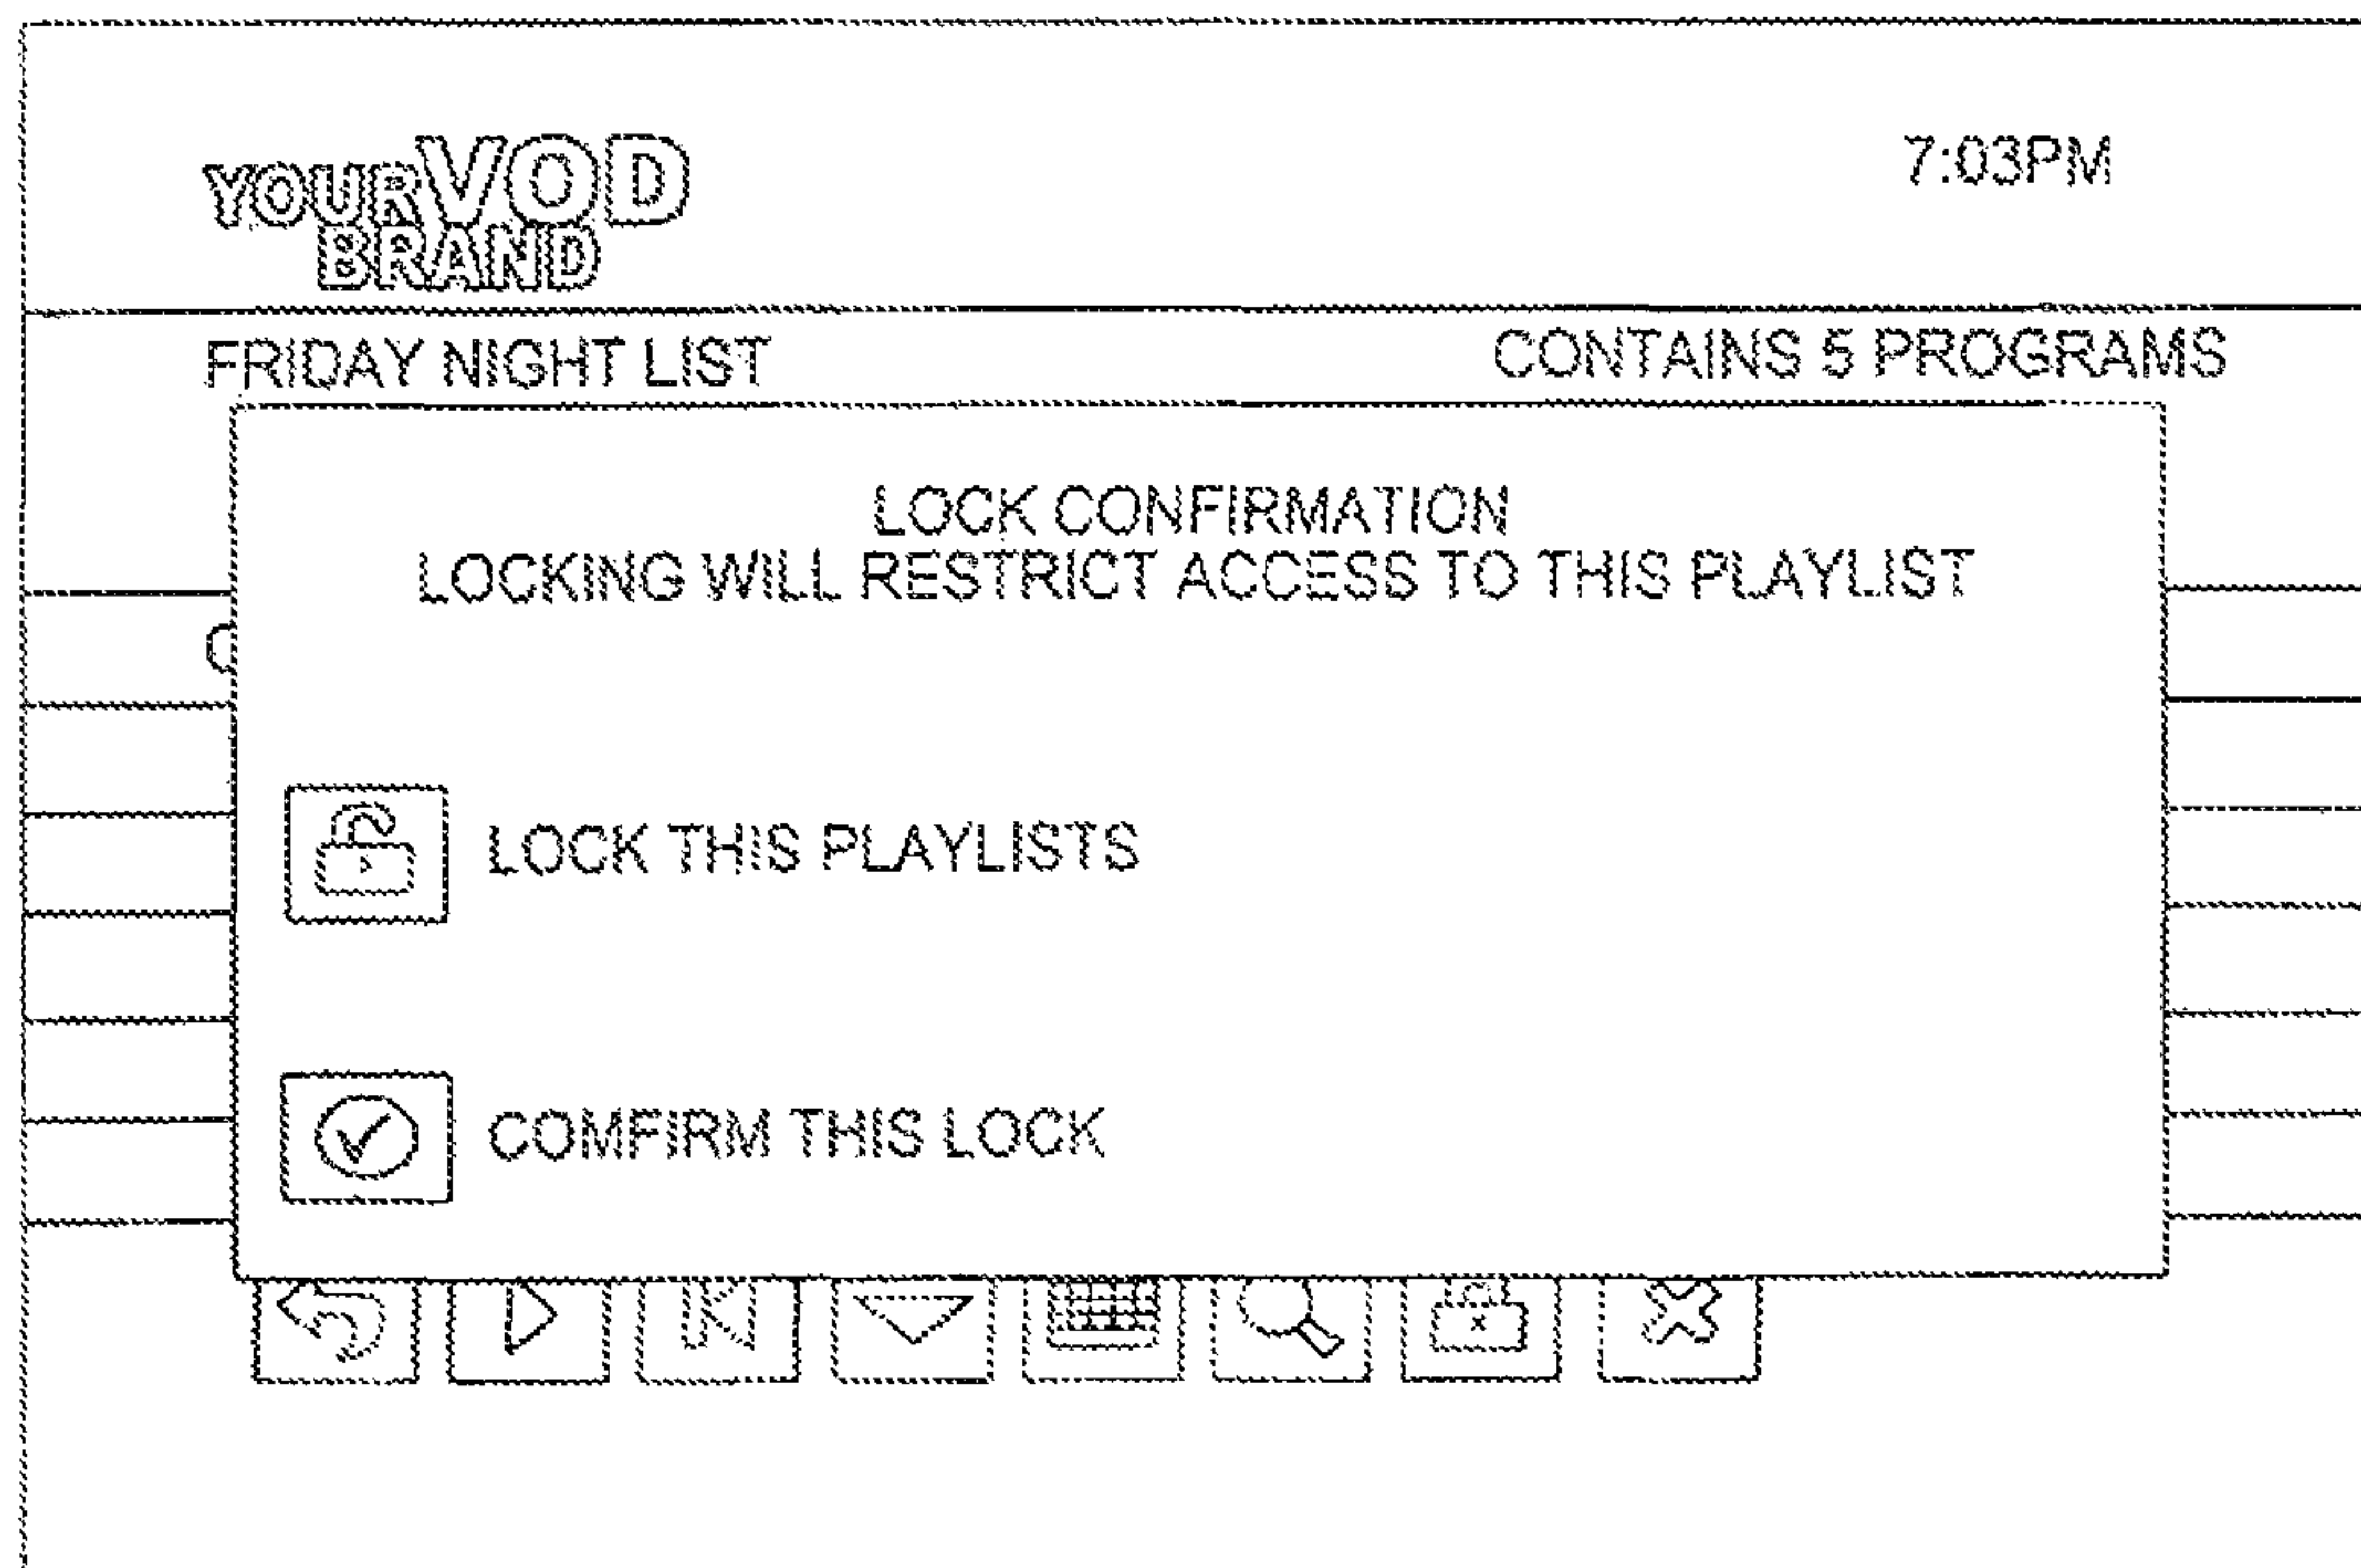 YOUR VOD
BRAND
7:03PM
FRIDAY NIGHT LIST
CONTAINS 5 PROGRAMS
LOCK CONFIRMATION
LOCKING WILL RESTRICT ACCESS TO THIS PLAYLIST
LOCK THIS PLAYLISTS
COMFIRM THIS LOCK